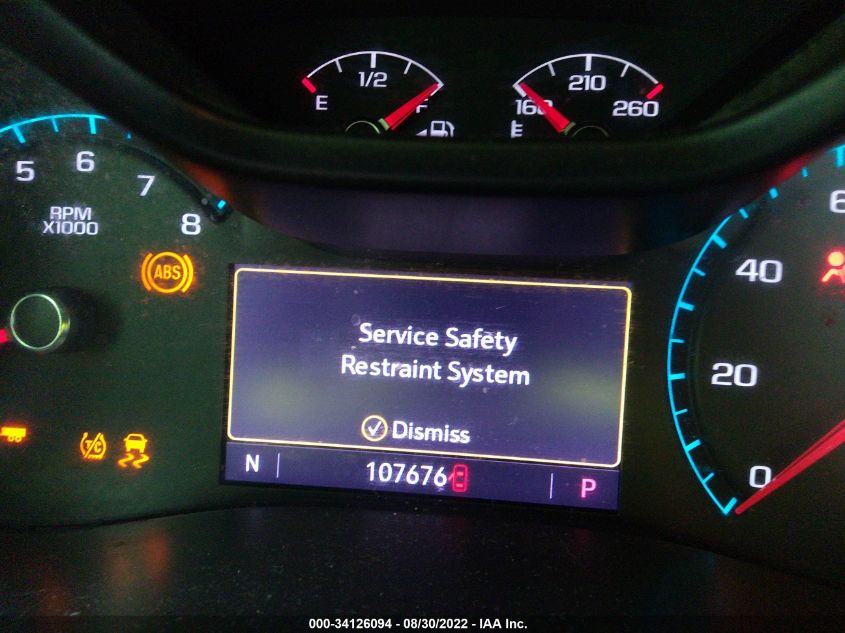 1/2
E
F
160
210
260
5
6
7
8
RPM
X1000
ABS
6
40
20
0
Service Safety
Restraint System
Dismiss
T/C
N
107676
P
000-34126094 - 08/30/2022 - IAA Inc.